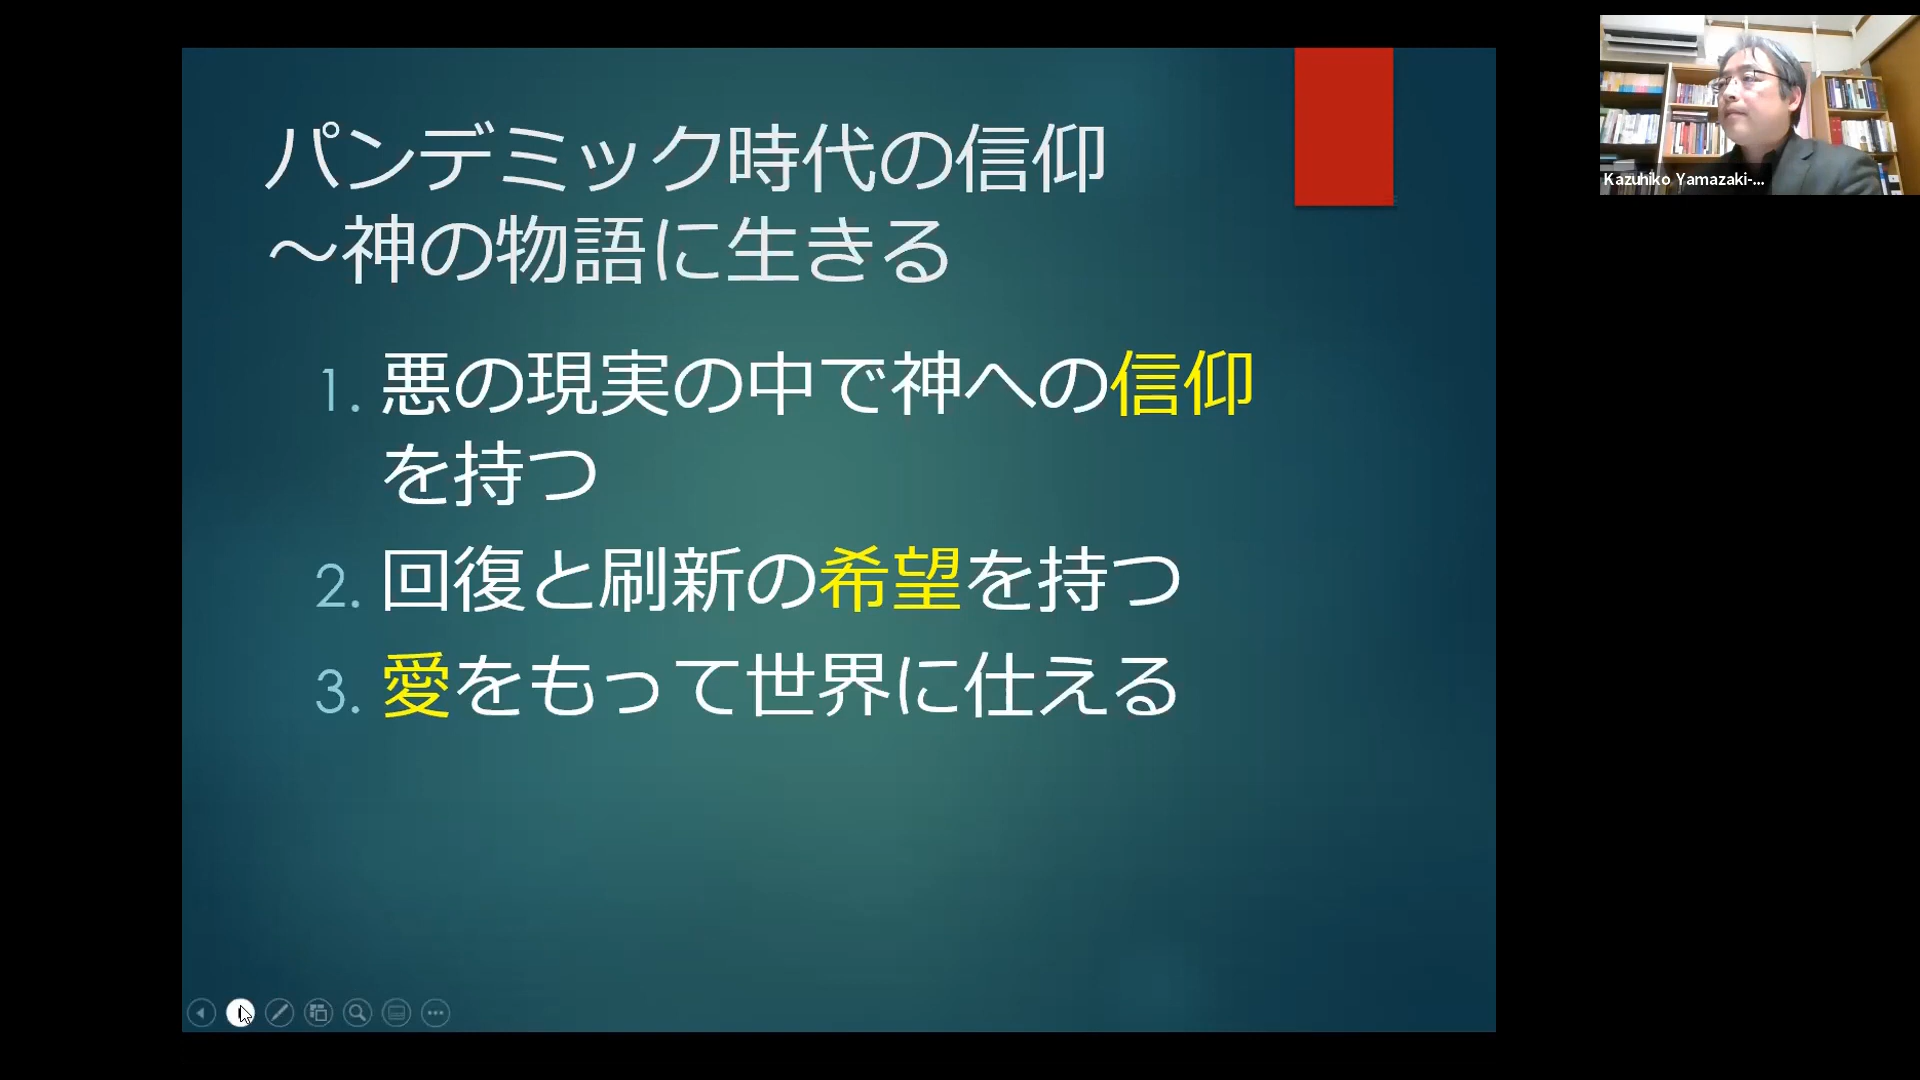 パンデミック時代の信仰
～神の物語に生きる
1. 悪の現実の中で神への信仰
を持つ
2. 回復と刷新の希望を持つ
3. 愛をもって世界に仕える
Kazuhiko Yamazaki-...